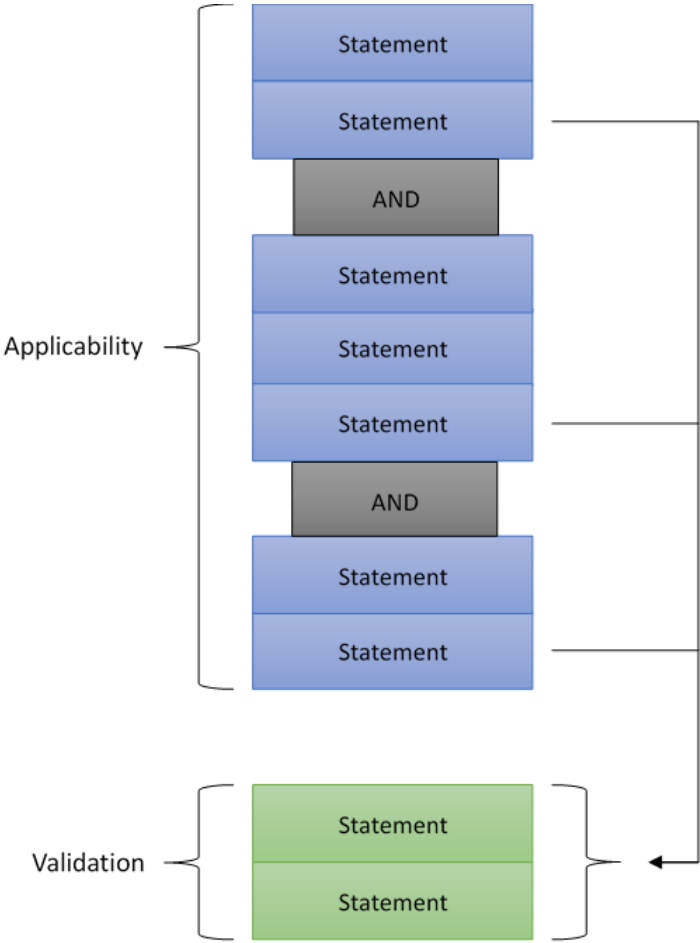 Statement
Statement
AND
Statement
Applicability
Statement
Statement
AND
Statement
Statement
Statement
Validation
Statement